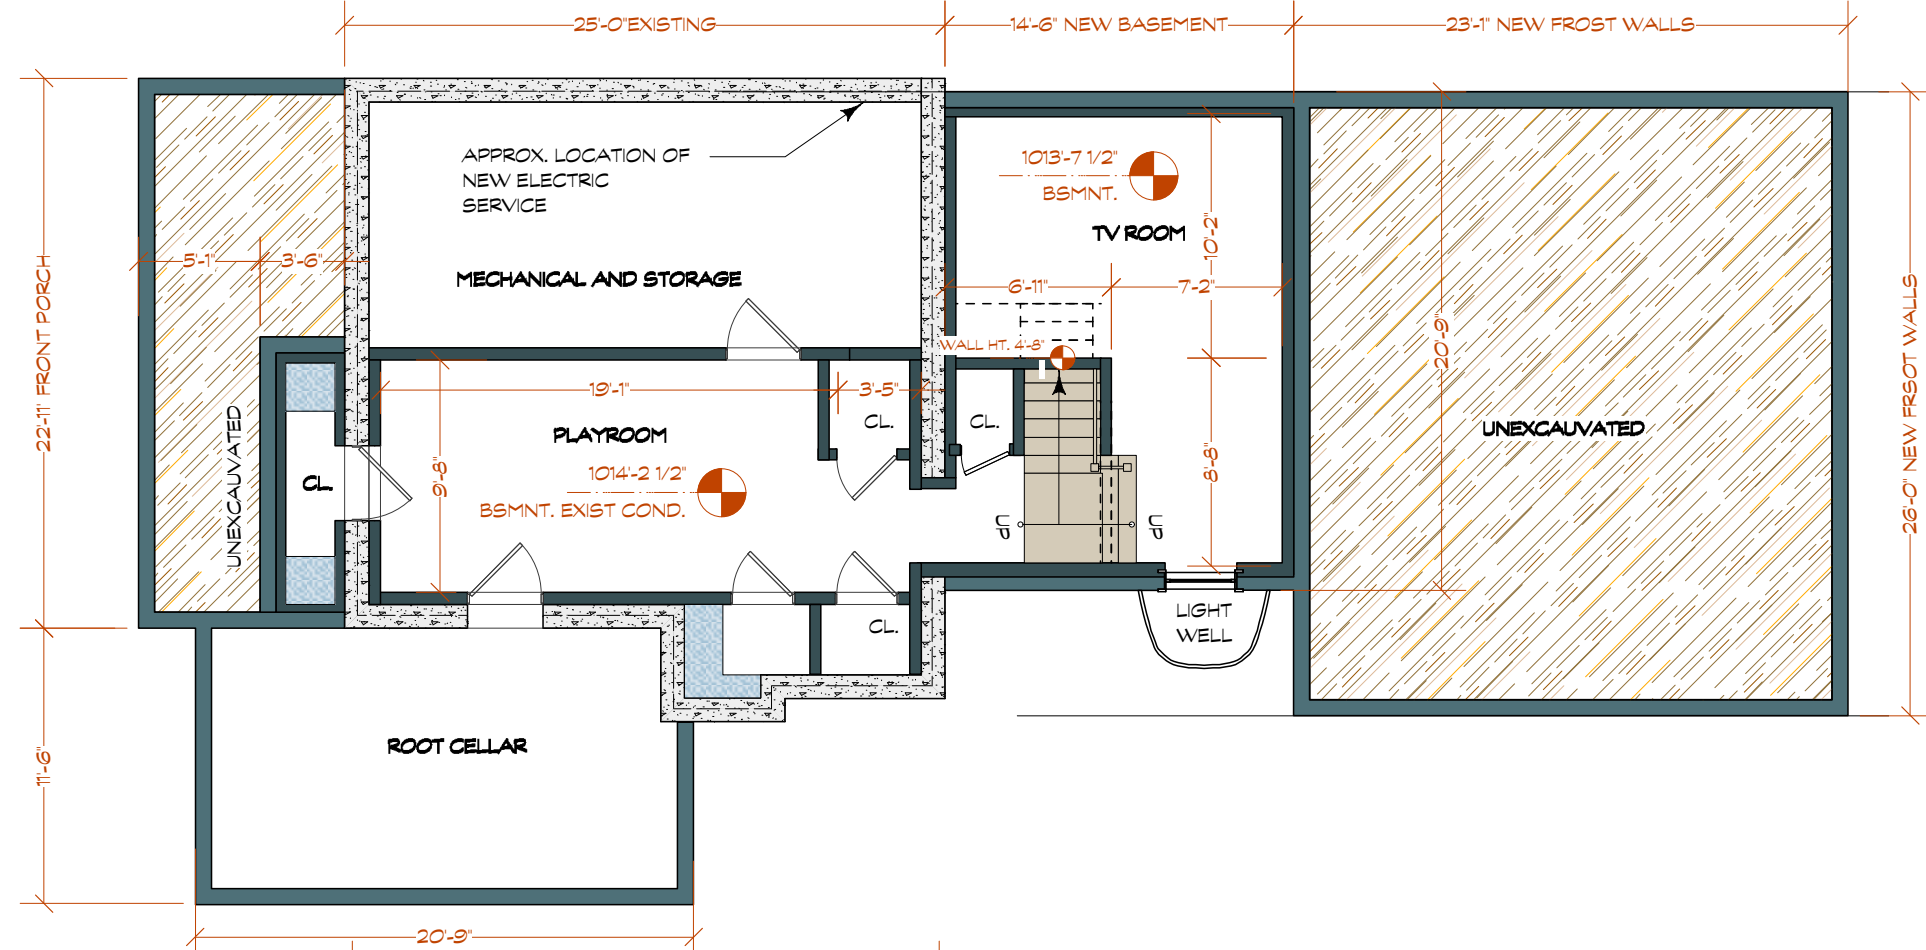 25'-0"EXISTING
14'-6" NEW BASEMENT
23'-1" NEW FROST WALLS
22'-11' FRONT PORCH
APPROX. LOCATION OF
NEW ELECTRIC
SERVICE
1013'-7 1/2"
BSMNT.
TV ROOM
10'-2"
5'-1"
3'-6"
MECHANICAL AND STORAGE
6'-11"
7'-2"
WALL HT. 4'-8"
20'-9"
26'-0" NEW FRSOT WALLS
19'-1"
3'-5"
CL.
CL.
PLAYROOM
UNEXCAUVATED
UNEXCAUVATED
9'-8"
1014'-2 1/2"
BSMNT. EXIST COND.
8'-8"
CL.
UP
UP
LIGHT
WELL
CL.
ROOT CELLAR
11'-6"
20'-9"